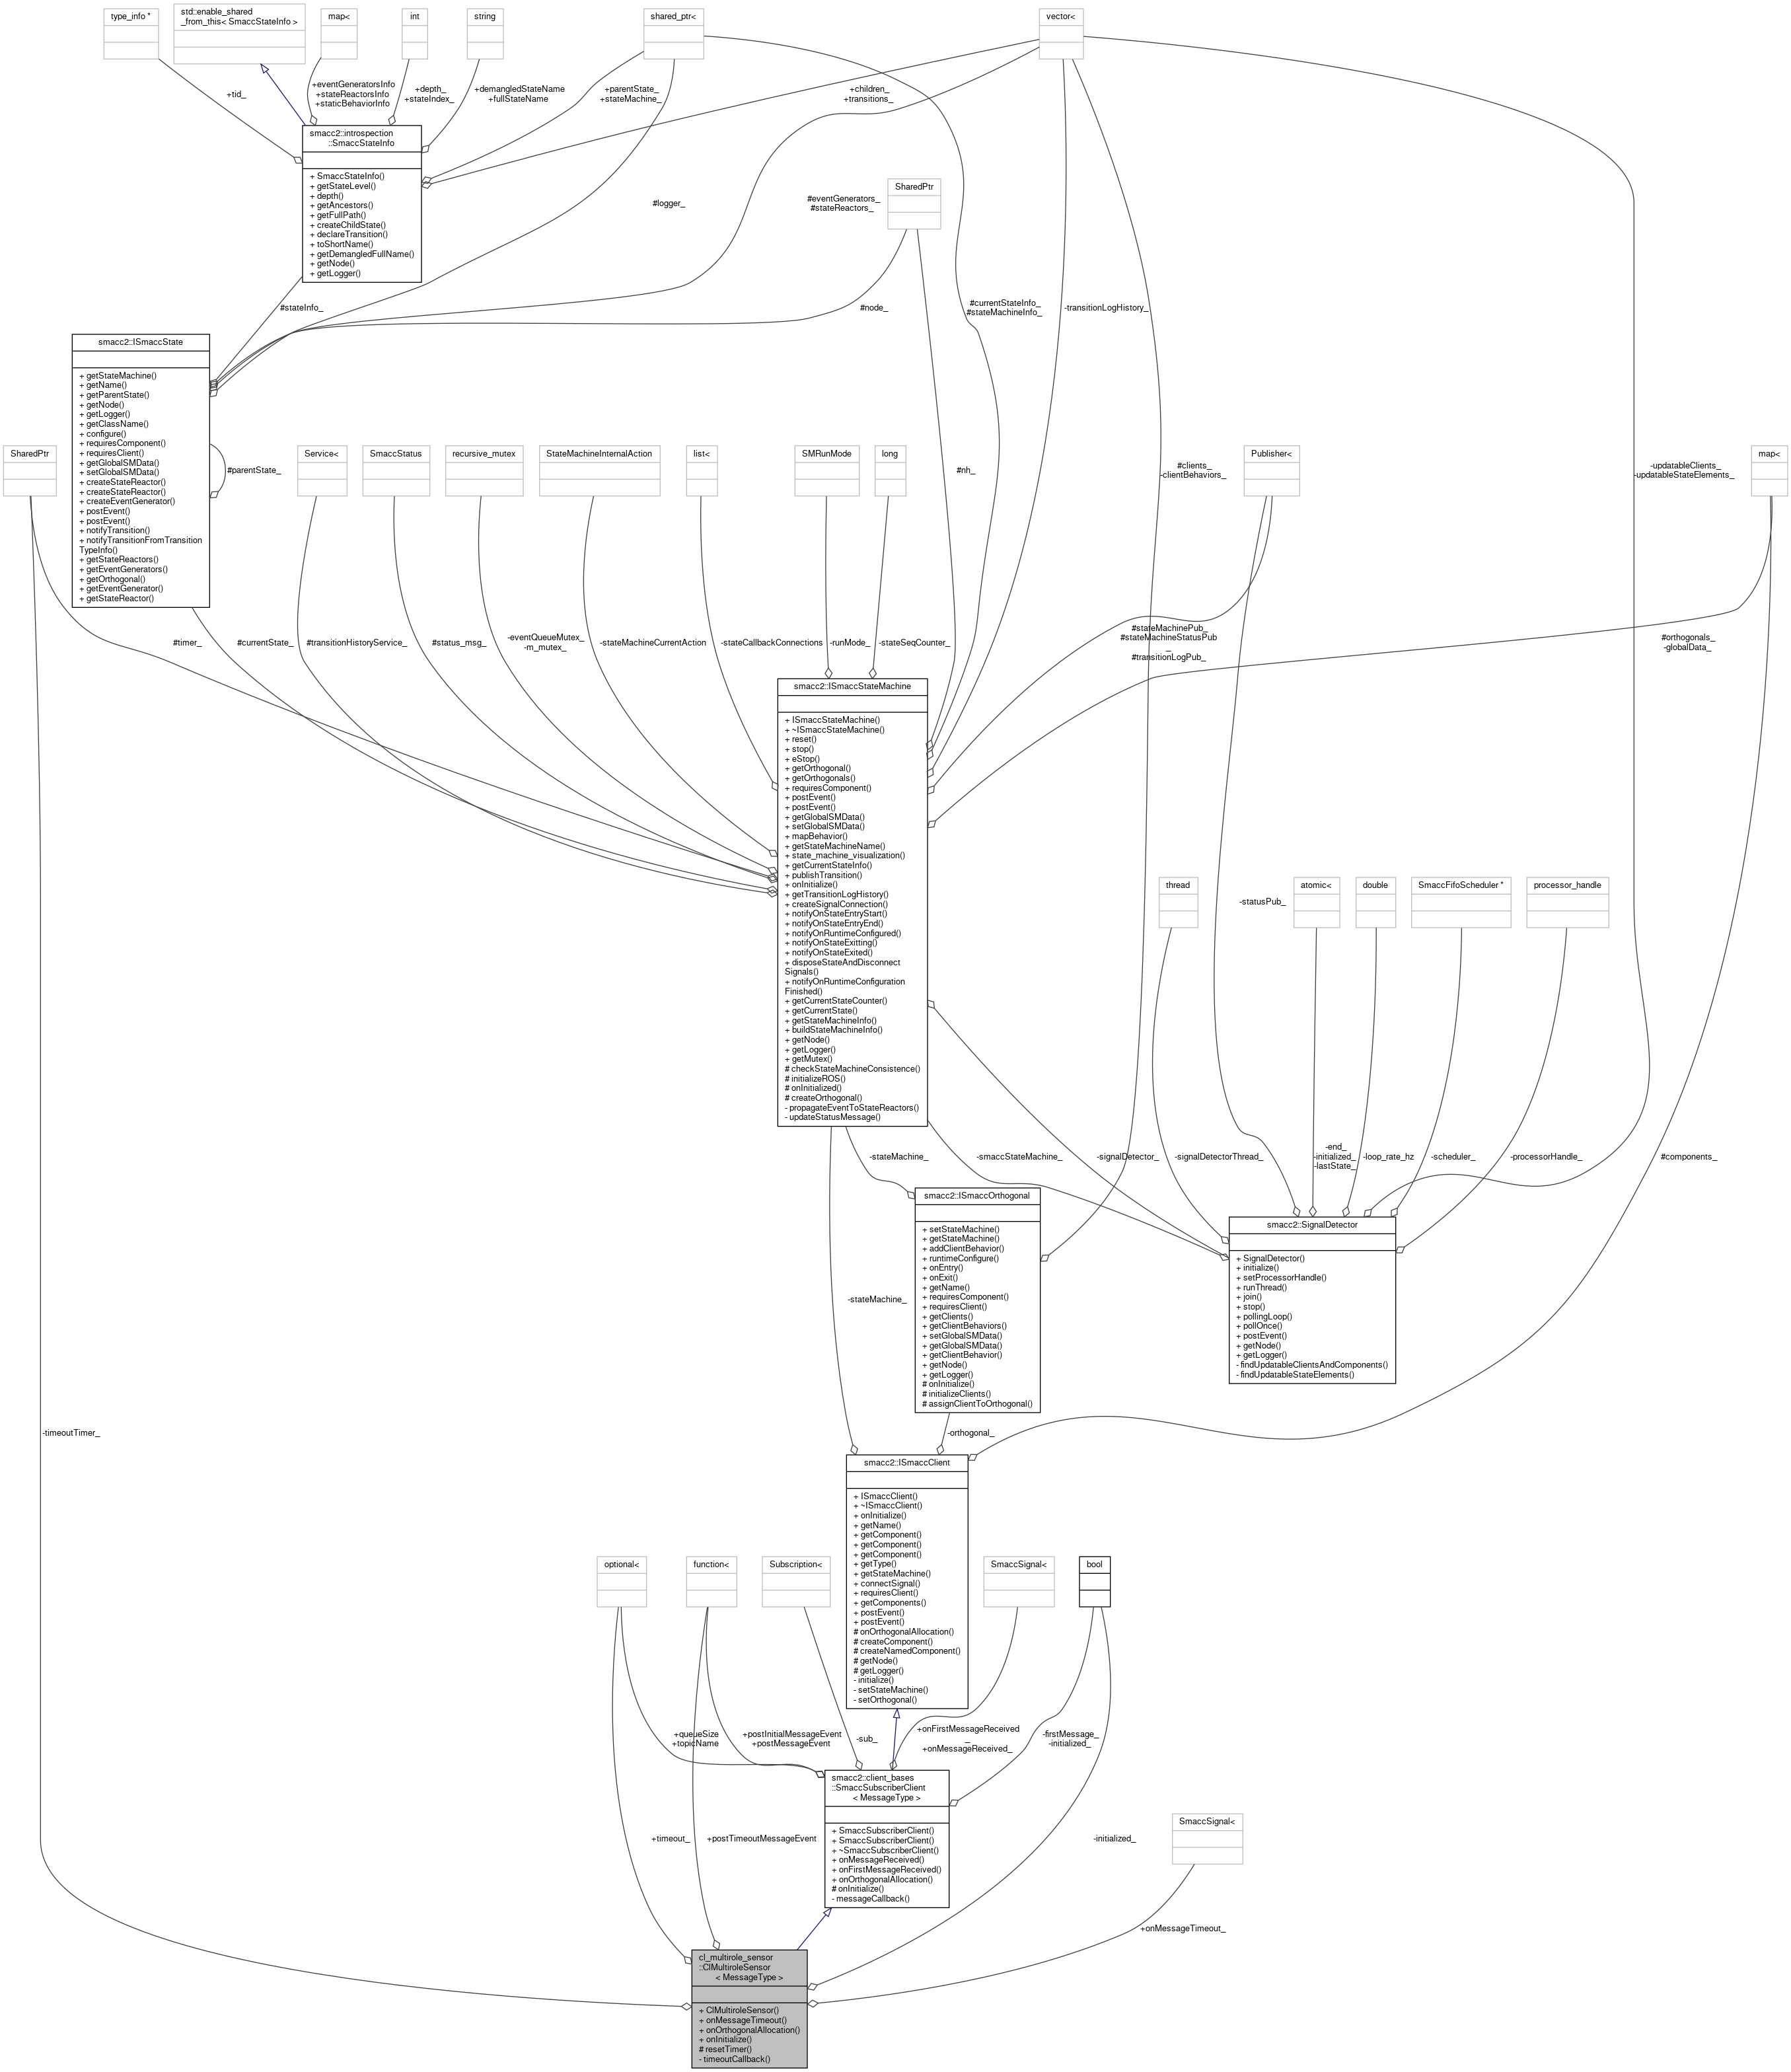 type_info *
std::enable_shared
_from_this< SmaccStateInfo >
map<
int
string
shared_ptr<
vector<
+tid_
+eventGeneratorsInfo
+stateReactorsInfo
+staticBehaviorInfo
+depth_
+stateIndex_
+demangledStateName
+fullStateName
+parentState_
+stateMachine_
+children_
+transitions_
smacc2::introspection
::SmaccStateInfo
+ SmaccStateInfo()
+ getStateLevel()
+ depth()
+ getAncestors()
+ getFullPath()
+ createChildState()
+ declareTransition()
+ toShortName()
+ getDemangledFullName()
+ getNode()
+ getLogger()
#logger_
#eventGenerators_
#stateReactors_
SharedPtr
#stateInfo_
#node_
#currentStateInfo_
#stateMachineInfo_
-transitionLogHistory_
smacc2::ISmaccState
+ getStateMachine()
+ getName()
+ getParentState()
+ getNode()
+ getLogger()
+ getClassName()
+ configure()
+ requiresComponent()
+ requiresClient()
+ getGlobalSMData()
+ setGlobalSMData()
+ createStateReactor()
+ createStateReactor()
+ createEventGenerator()
+ postEvent()
+ postEvent()
+ notifyTransition()
+ notifyTransitionFromTransition
TypeInfo()
+ getStateReactors()
+ getEventGenerators()
+ getOrthogonal()
+ getEventGenerator()
+ getStateReactor()
#parentState_
SharedPtr
Service<
SmaccStatus
recursive_mutex
StateMachineInternalAction
list<
SMRunMode
long
#nh_
#clients_
-clientBehaviors_
Publisher<
-updatableClients_
-updatableStateElements_
map<
#timer_
#currentState_
#transitionHistoryService_
#status_msg_
-eventQueueMutex_
-m_mutex_
-stateMachineCurrentAction
-stateCallbackConnections
-runMode_
-stateSeqCounter_
#stateMachinePub_
#stateMachineStatusPub
_
#transitionLogPub_
#orthogonals_
-globalData_
smacc2::ISmaccStateMachine
+ ISmaccStateMachine()
+ ~ISmaccStateMachine()
+ reset()
+ stop()
+ eStop()
+ getOrthogonal()
+ getOrthogonals()
+ requiresComponent()
+ postEvent()
+ postEvent()
+ getGlobalSMData()
+ setGlobalSMData()
+ mapBehavior()
+ getStateMachineName()
+ state_machine_visualization()
+ getCurrentStateInfo()
+ publishTransition()
+ onInitialize()
+ getTransitionLogHistory()
+ createSignalConnection()
+ notifyOnStateEntryStart()
+ notifyOnStateEntryEnd()
+ notifyOnRuntimeConfigured()
+ notifyOnStateExitting()
+ notifyOnStateExited()
+ disposeStateAndDisconnect
Signals()
+ notifyOnRuntimeConfiguration
Finished()
+ getCurrentStateCounter()
+ getCurrentState()
+ getStateMachineInfo()
+ buildStateMachineInfo()
+ getNode()
+ getLogger()
+ getMutex()
# checkStateMachineConsistence()
# initializeROS()
# onInitialized()
# createOrthogonal()
- propagateEventToStateReactors()
- updateStatusMessage()
thread
-statusPub_
atomic<
double
SmaccFifoScheduler *
processor_handle
-stateMachine_
-smaccStateMachine_
-signalDetector_
-signalDetectorThread_
-end_
-initialized_
-lastState_
-loop_rate_hz
-scheduler_
-processorHandle_
#components_
smacc2::ISmaccOrthogonal
+ setStateMachine()
+ getStateMachine()
+ addClientBehavior()
+ runtimeConfigure()
+ onEntry()
+ onExit()
+ getName()
+ requiresComponent()
+ requiresClient()
+ getClients()
+ getClientBehaviors()
+ setGlobalSMData()
+ getGlobalSMData()
+ getClientBehavior()
+ getNode()
+ getLogger()
# onInitialize()
# initializeClients()
# assignClientToOrthogonal()
smacc2::SignalDetector
+ SignalDetector()
+ initialize()
+ setProcessorHandle()
+ runThread()
+ join()
+ stop()
+ pollingLoop()
+ pollOnce()
+ postEvent()
+ getNode()
+ getLogger()
- findUpdatableClientsAndComponents()
- findUpdatableStateElements()
-stateMachine_
-timeoutTimer_
-orthogonal_
smacc2::ISmaccClient
+ ISmaccClient()
+ ~ISmaccClient()
+ onInitialize()
+ getName()
+ getComponent()
+ getComponent()
+ getComponent()
+ getType()
+ getStateMachine()
+ connectSignal()
+ requiresClient()
+ getComponents()
+ postEvent()
+ postEvent()
# onOrthogonalAllocation()
# createComponent()
# createNamedComponent()
# getNode()
# getLogger()
- initialize()
- setStateMachine()
- setOrthogonal()
optional<
function<
Subscription<
SmaccSignal<
bool
+queueSize
+topicName
+postInitialMessageEvent
+postMessageEvent
-sub_
+onFirstMessageReceived
_
+onMessageReceived_
-firstMessage_
-initialized_
smacc2::client_bases
::SmaccSubscriberClient
< MessageType >
+ SmaccSubscriberClient()
+ SmaccSubscriberClient()
+ ~SmaccSubscriberClient()
+ onMessageReceived()
+ onFirstMessageReceived()
+ onOrthogonalAllocation()
# onInitialize()
- messageCallback()
+timeout_
+postTimeoutMessageEvent
-initialized_
SmaccSignal<
+onMessageTimeout_
cl_multirole_sensor
::ClMultiroleSensor
< MessageType >
+ ClMultiroleSensor()
+ onMessageTimeout()
+ onOrthogonalAllocation()
+ onInitialize()
# resetTimer()
- timeoutCallback()